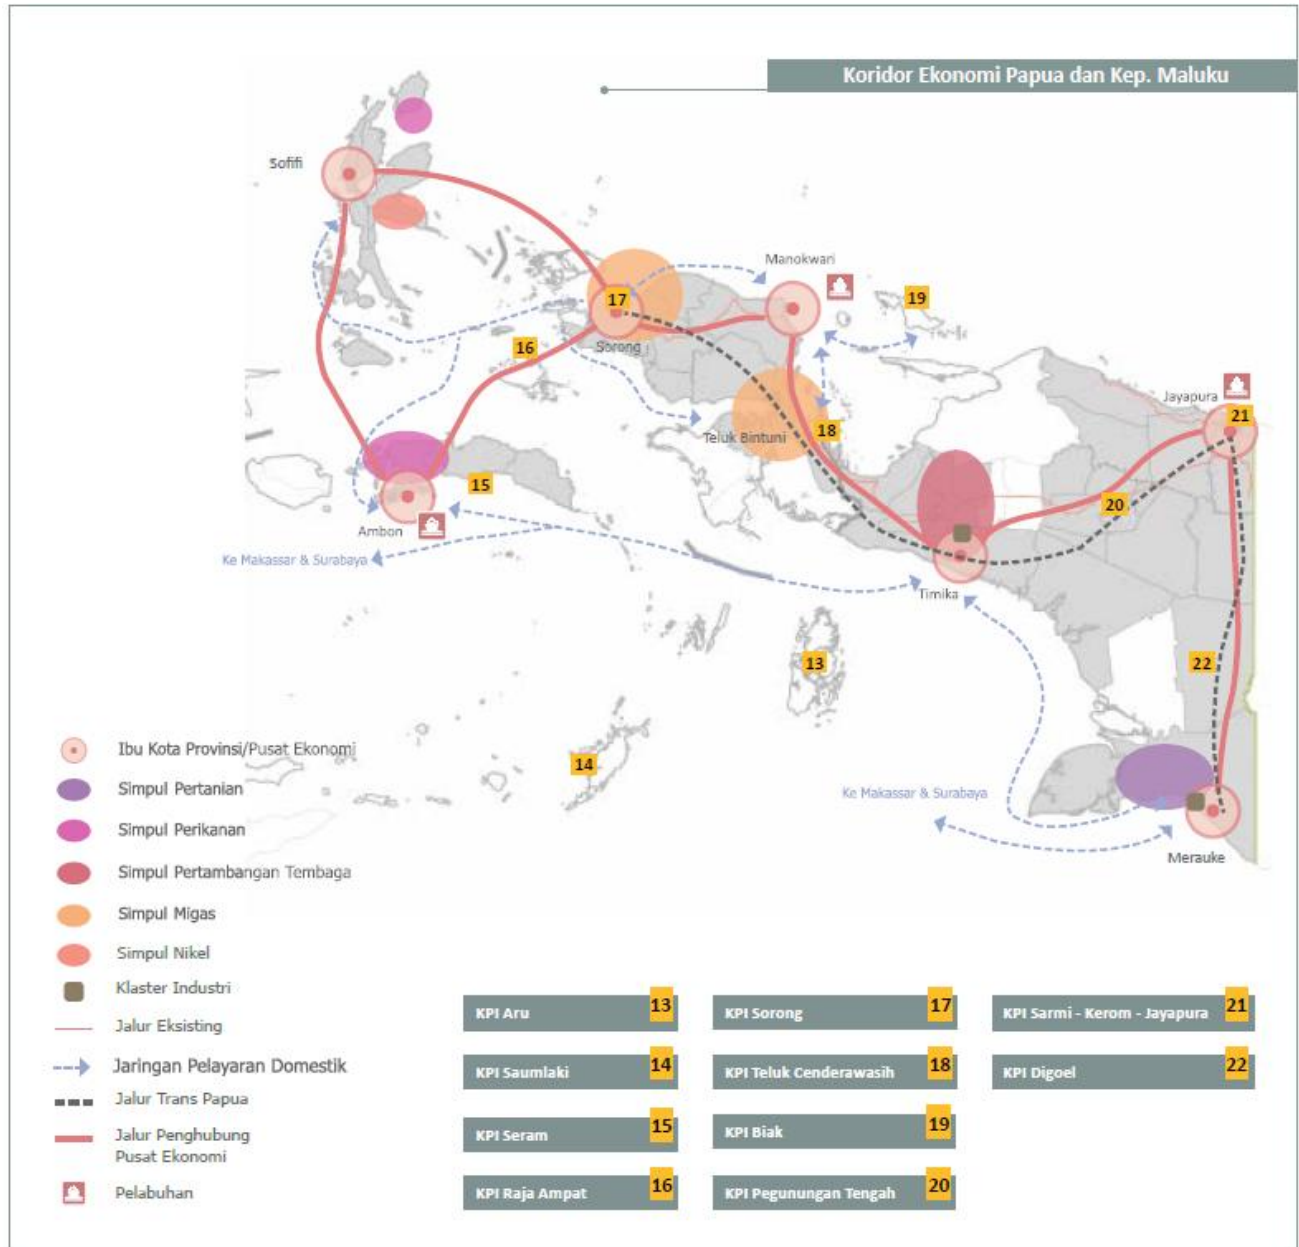 Koridor Ekonomi Papua dan Kep. Maluku
Sofifi
Manokwari
17
19
Sorong
16
Jayapura
21
Teluk Bintuni
18
15
20
Ambon
Ke Makassar & Surabaya
Timika
13
22
14
Ke Makassar & Surabaya
Merauke
Ibu Kota Provinsi/Pusat Ekonomi
Simpul Pertanian
Simpul Perikanan
Simpul Pertambangan Tembaga
Simpul Migas
Simpul Nikel
Klaster Industri
Jalur Eksisting
Jaringan Pelayaran Domestik
Jalur Trans Papua
Jalur Penghubung
Pusat Ekonomi
Pelabuhan
KPI Aru 13
KPI Saumlaki 14
KPI Seram 15
KPI Raja Ampat 16
KPI Sorong 17
KPI Teluk Cenderawasih 18
KPI Biak 19
KPI Pegunungan Tengah 20
KPI Sarmi - Kerom - Jayapura 21
KPI Digoel 22